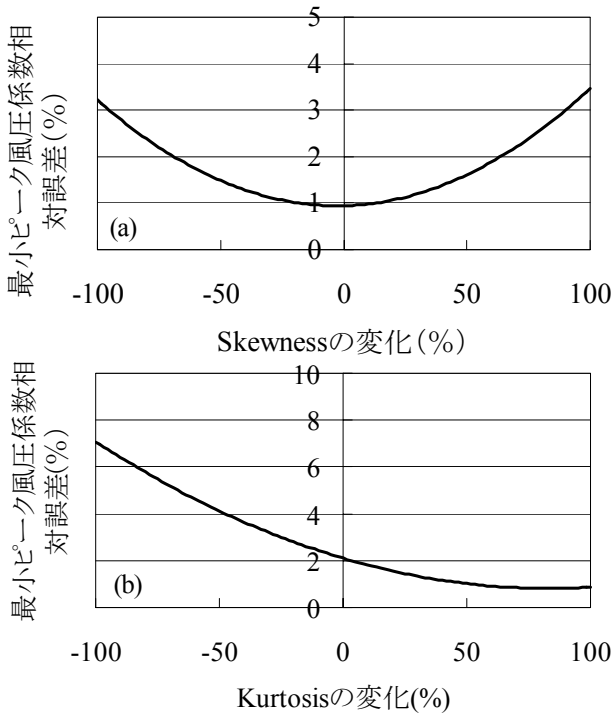 最小ピーク風圧係数相
対誤差(%)
5
4
3
2
1
0
(a)
-100 -50 0 50 100
Skewnessの変化(%)
最小ピーク風圧係数相
対誤差(%)
10
8
6
4
2
0
(b)
-100 -50 0 50 100
Kurtosisの変化(%)